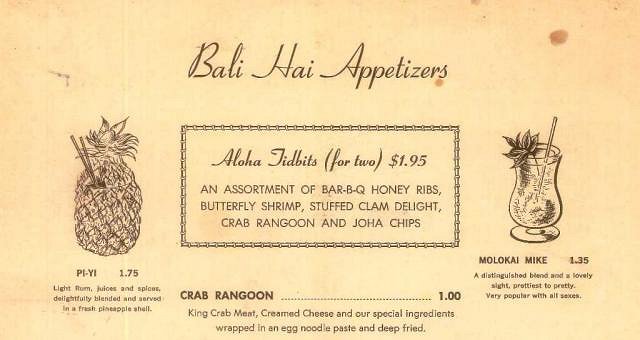 Bali Hai Appetizers
Aloha Tidbits (for two) $1.95
AN ASSORTMENT OF BAR-B-Q HONEY RIBS,
BUTTERFLY SHRIMP, STUFFED CLAM DELIGHT,
CRAB RANGOON AND JOHA CHIPS
PI-YI 1.75
Light Rum, juices and spices,
delightfully blended and served
in a fresh pineapple shell.
MOLOKAI MIKE 1.35
A distinguished blend and a lovely
sight, prettiest to pretty.
Very popular with all sexes.
CRAB RANGOON ........................................ 1.00
King Crab Meat, Creamed Cheese and our special ingredients
wrapped in an egg noodle paste and deep fried.